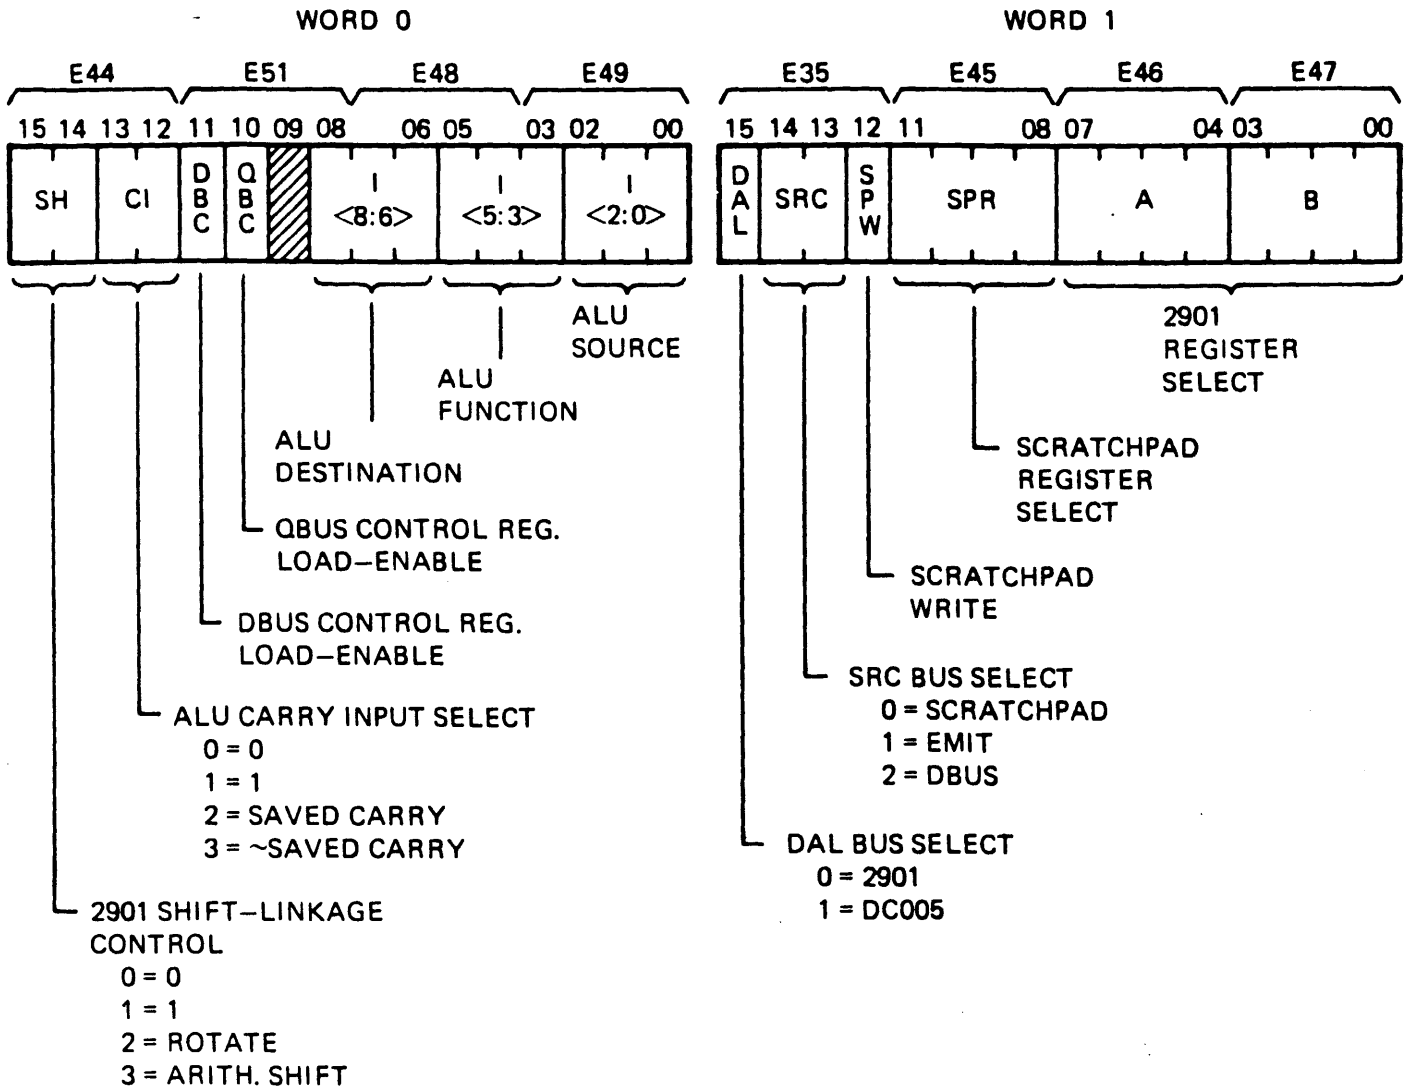 WORD 0
WORD 1
E44 E51 E48 E49
E35 E45 E46 E47
15 14 13 12 11 10 09 08 06 05 03 02 00
15 14 13 12 11 08 07 04 03 00
SH
CI
DBC
QBC
I
<8:6>
I
<5:3>
I
<2:0>
DAL
SRC
SPW
SPR
A
B
ALU
SOURCE
ALU
FUNCTION
ALU
DESTINATION
QBUS CONTROL REG.
LOAD–ENABLE
DBUS CONTROL REG.
LOAD–ENABLE
ALU CARRY INPUT SELECT
0 = 0
1 = 1
2 = SAVED CARRY
3 = ~SAVED CARRY
2901 SHIFT–LINKAGE
CONTROL
0 = 0
1 = 1
2 = ROTATE
3 = ARITH. SHIFT
2901
REGISTER
SELECT
SCRATCHPAD
REGISTER
SELECT
SCRATCHPAD
WRITE
SRC BUS SELECT
0 = SCRATCHPAD
1 = EMIT
2 = DBUS
DAL BUS SELECT
0 = 2901
1 = DC005